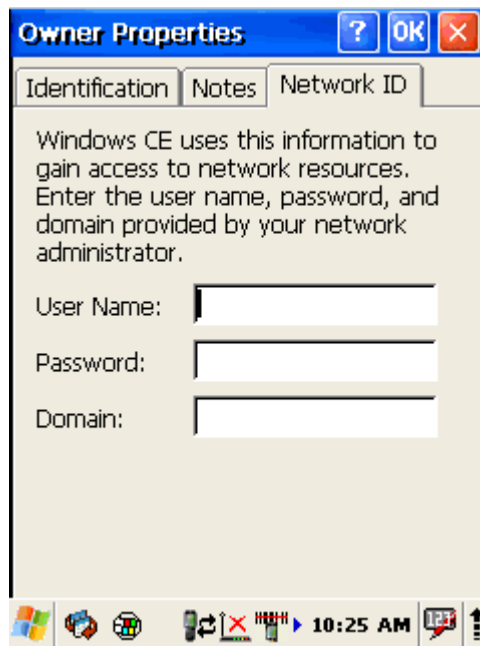 Owner Properties ? OK
Identification Notes Network ID
Windows CE uses this information to
gain access to network resources.
Enter the user name, password, and
domain provided by your network
administrator.
User Name:
Password:
Domain:
10:25 AM 123